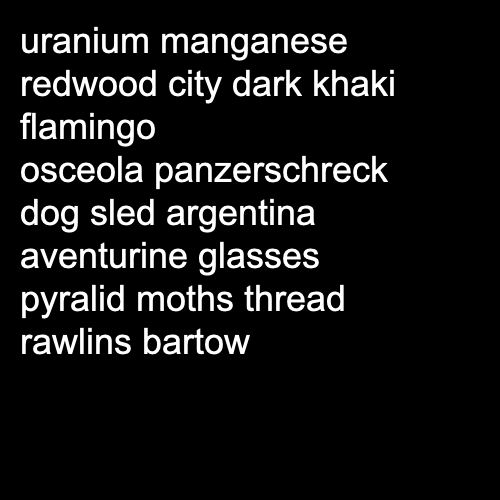 uranium manganese
redwood city dark khaki
flamingo
osceola panzerschreck
dog sled argentina
aventurine glasses
pyralid moths thread
rawlins bartow